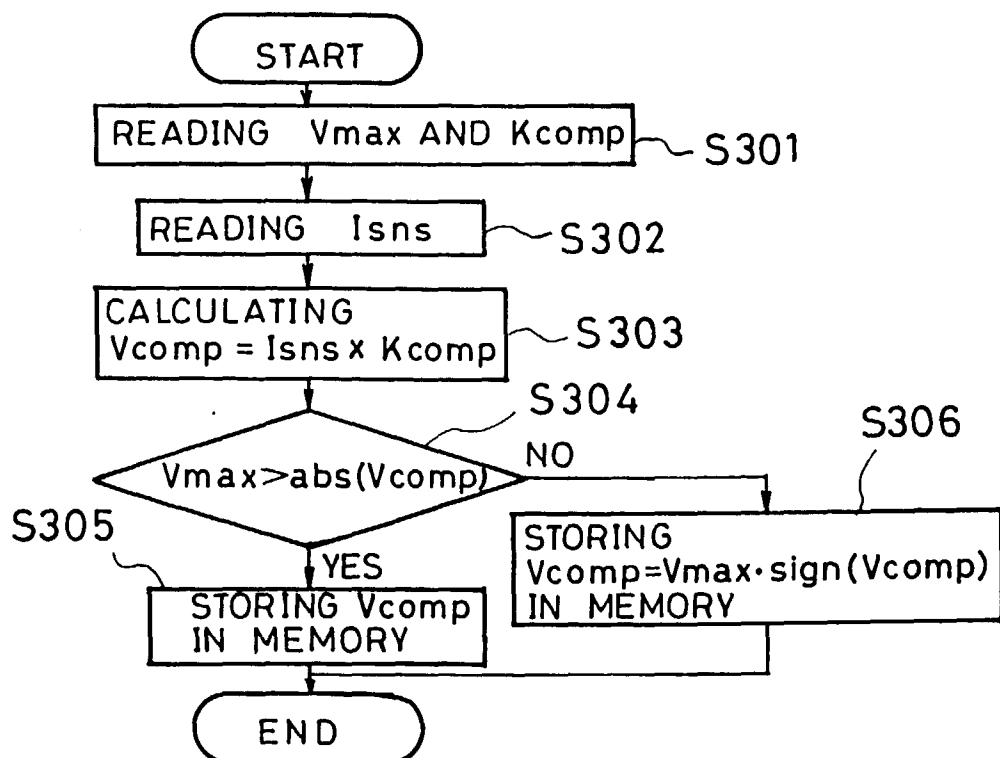 START
READING Vmax AND Kcomp
S301
READING Isns
S302
CALCULATING
Vcomp = Isns x Kcomp
S303
S304
Vmax>abs(Vcomp)
NO
S306
S305
YES
STORING
Vcomp=Vmax·sign(Vcomp)
IN MEMORY
STORING Vcomp
IN MEMORY
END